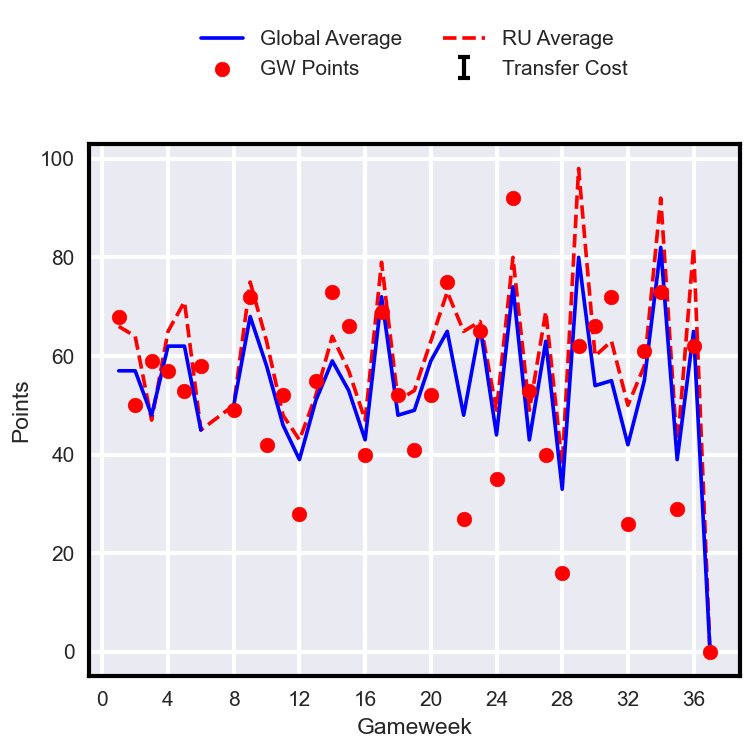 Global Average
RU Average
GW Points
Transfer Cost
100
80
60
40
20
0
Points
0 4 8 12 16 20 24 28 32 36
Gameweek